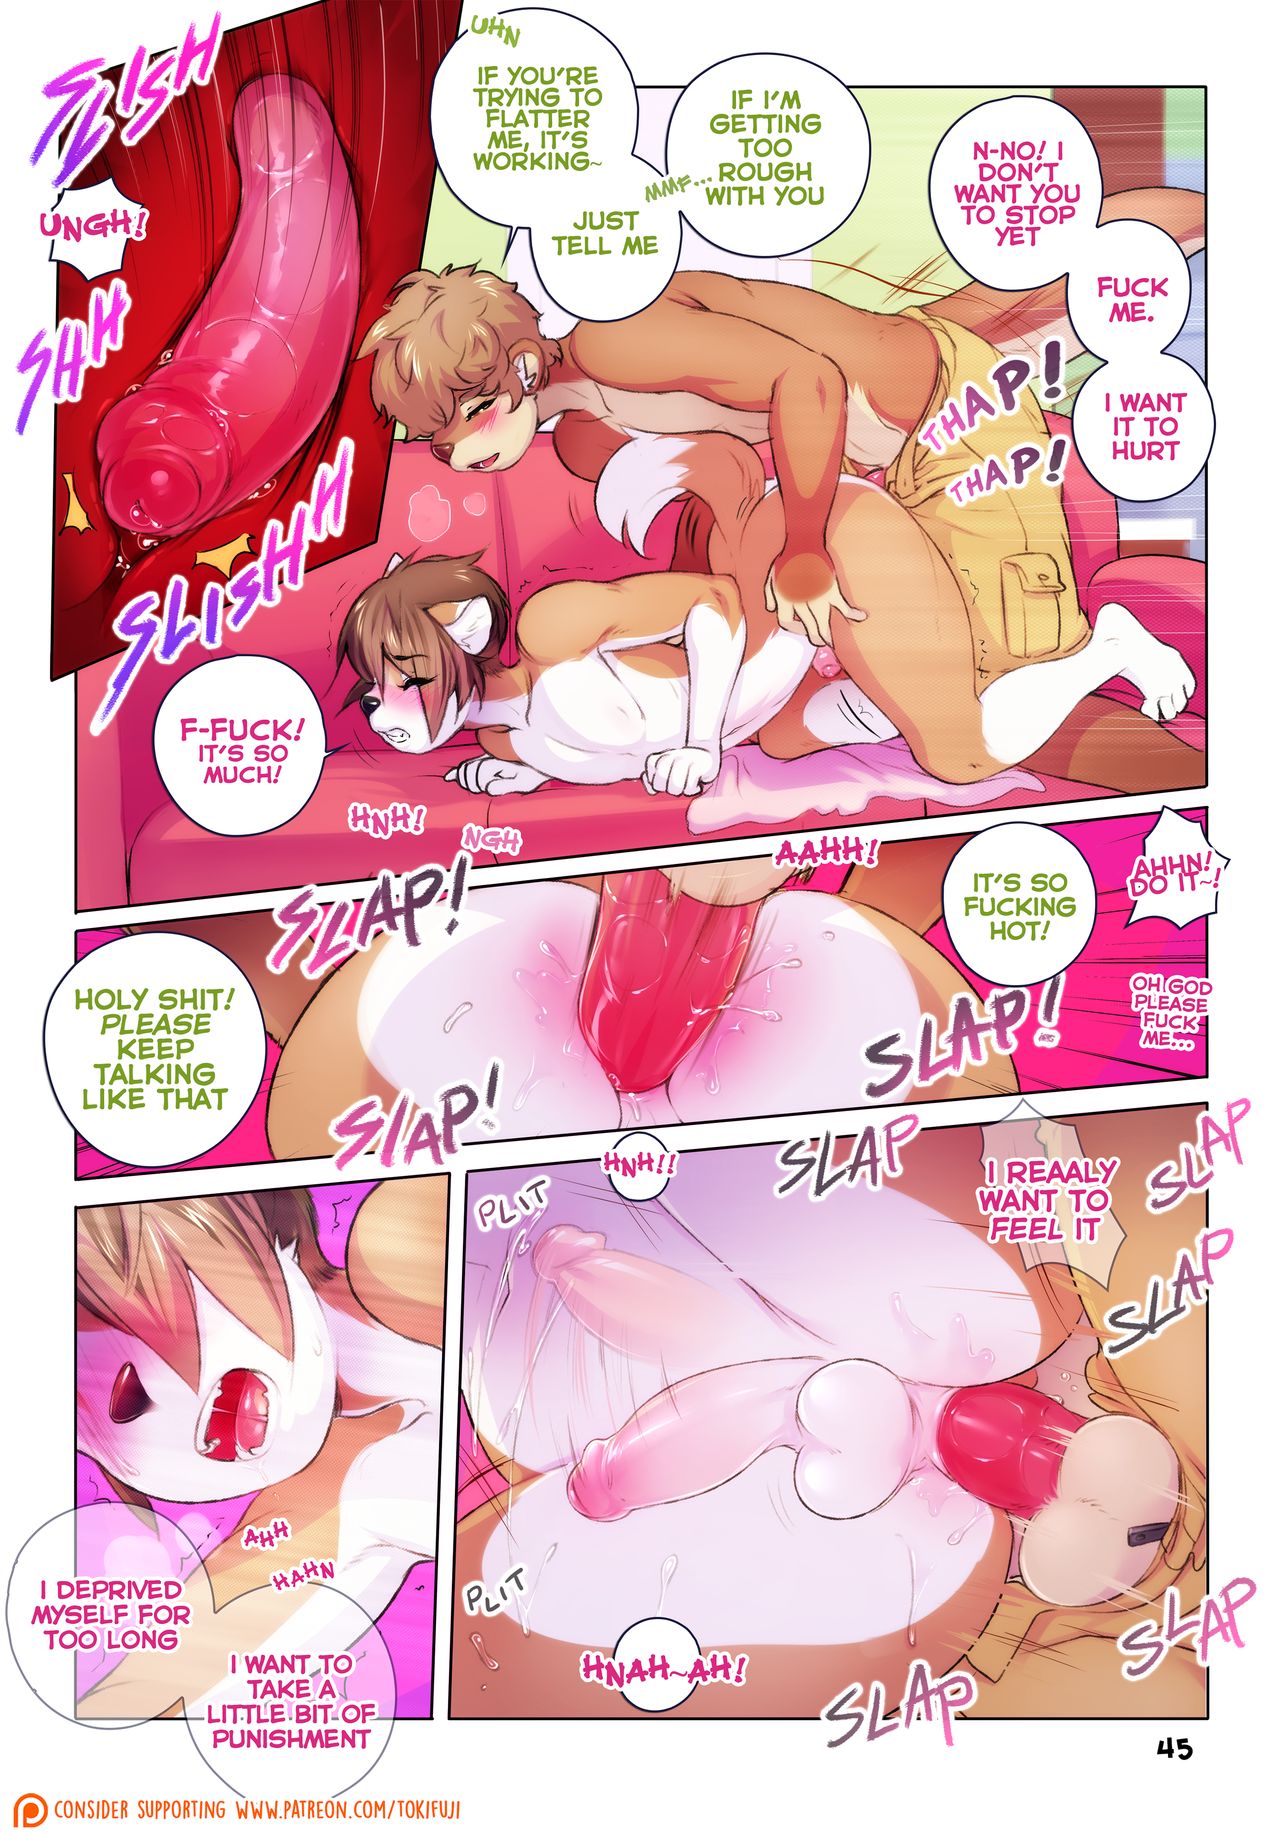 SLISH
UNGH!
SHH
SLISHHH
UHN
IF YOU'RE
TRYING TO
FLATTER
ME, IT'S
WORKING~
MMF...
JUST
TELL ME
IF I'M
GETTING
TOO
ROUGH
WITH YOU
N-NO! I
DON'T
WANT YOU
TO STOP
YET
FUCK
ME.
I WANT
IT TO
HURT
THAP!
THAP!
F-FUCK!
IT'S SO
MUCH!
HNH!
NGH
SLAP!
AAHH!
IT'S SO
FUCKING
HOT!
AHHN!
DO IT~!
HOLY SHIT!
PLEASE
KEEP
TALKING
LIKE THAT
OH!GOD
PLEASE
FUCK
ME...
SLAP!
SLAP!
HNH!!
PLIT
SLAP
I REAALY
WANT TO
FEEL IT
SLAP
SLAP
AHH
HAHN
I DEPRIVED
MYSELF FOR
TOO LONG
I WANT TO
TAKE A
LITTLE BIT OF
PUNISHMENT
PLIT
HNAH~AH!
SLAP
SLAP
45
CONSIDER SUPPORTING WWW.PATREON.COM/TOKIFUJI